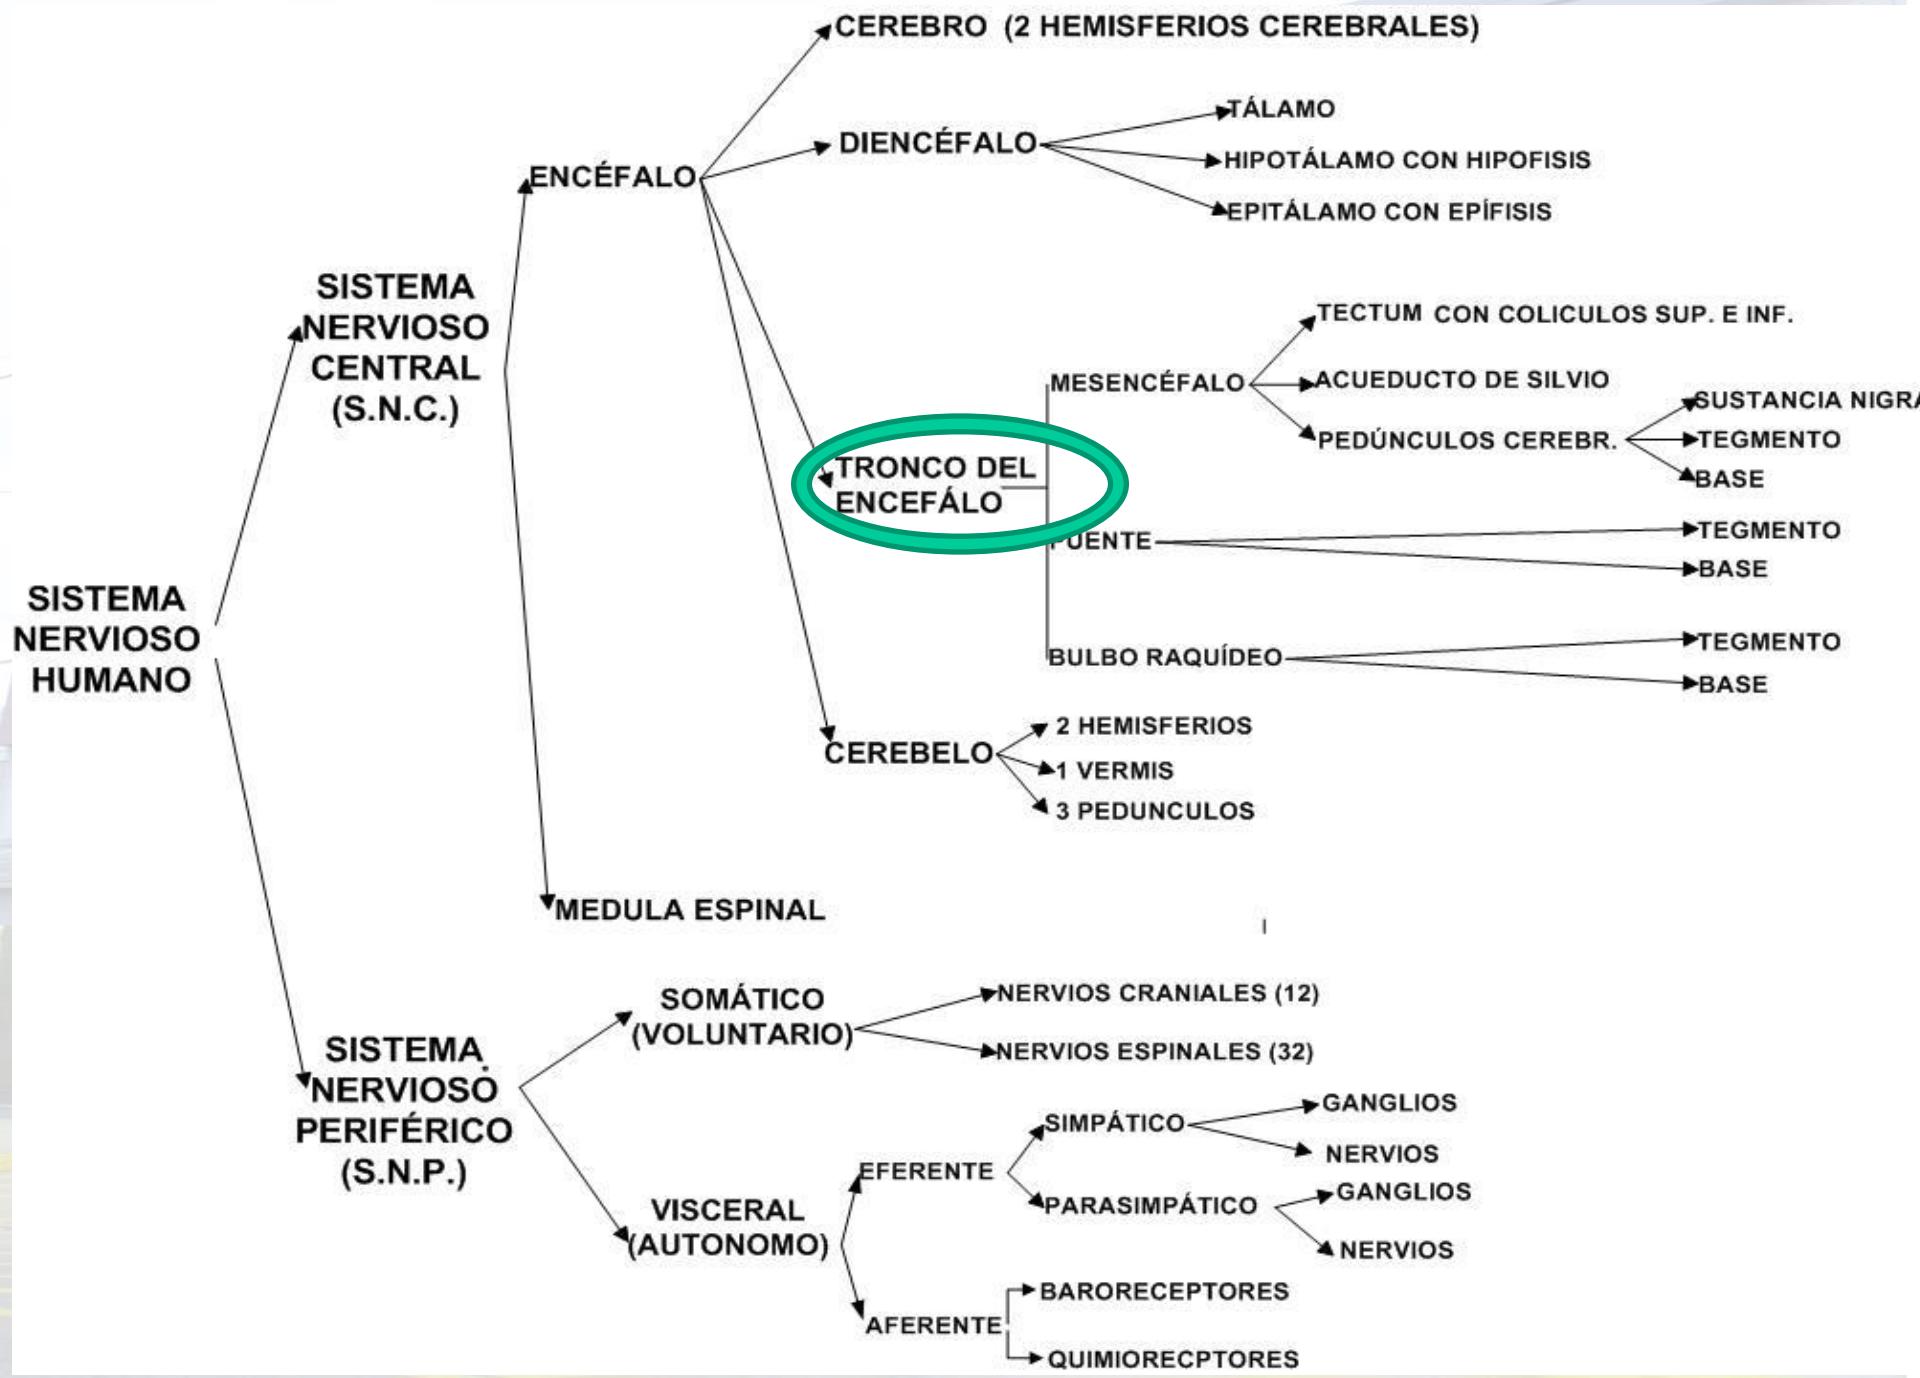 CEREBRO (2 HEMISFERIOS CEREBRALES)
DIENCÉFALO
TÁLAMO
HIPOTÁLAMO CON HIPOFISIS
EPITÁLAMO CON EPÍFISIS
ENCÉFALO
SISTEMA
NERVIOSO
CENTRAL
(S.N.C.)
TRONCO DEL
ENCEFÁLO
MESENCÉFALO
TECTUM CON COLICULOS SUP. E INF.
ACUEDUCTO DE SILVIO
PEDÚNCULOS CEREBR.
SUSTANCIA NIGRA
TEGMENTO
BASE
PUENTE
TEGMENTO
BASE
BULBO RAQUÍDEO
TEGMENTO
BASE
CEREBELO
2 HEMISFERIOS
1 VERMIS
3 PEDUNCULOS
SISTEMA
NERVIOSO
HUMANO
MEDULA ESPINAL
SISTEMA
NERVIOSO
PERIFÉRICO
(S.N.P.)
SOMÁTICO
(VOLUNTARIO)
NERVIOS CRANIALES (12)
NERVIOS ESPINALES (32)
VISCERAL
(AUTONOMO)
EFERENTE
SIMPÁTICO
GANGLIOS
NERVIOS
PARASIMPÁTICO
GANGLIOS
NERVIOS
AFERENTE
BARORECEPTORES
QUIMIORECPTORES